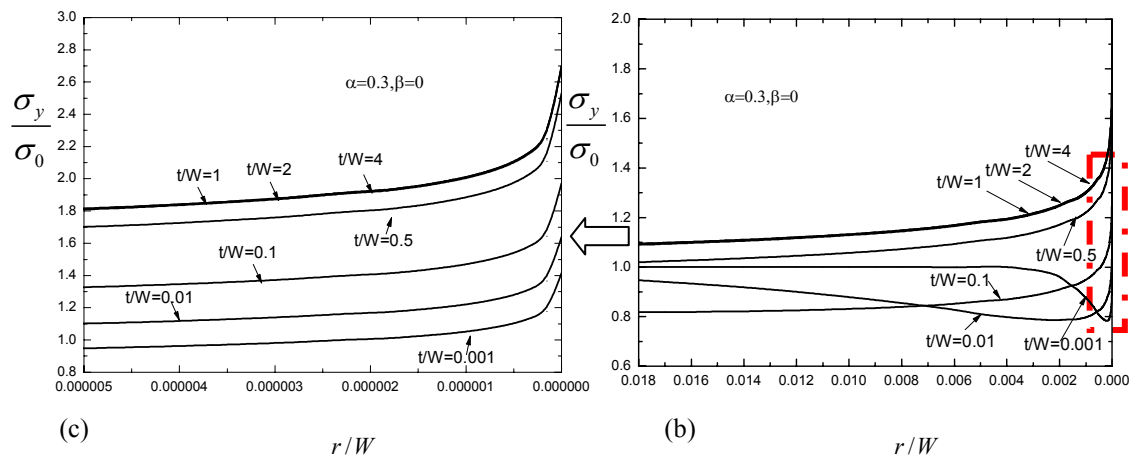 3.0
2.8
2.6
2.4
2.2
2.0
1.8
1.6
1.4
1.2
1.0
0.8
σy
σ0
α=0.3,β=0
t/W=1
t/W=2
t/W=4
t/W=0.5
t/W=0.1
t/W=0.01
t/W=0.001
0.000005 0.000004 0.000003 0.000002 0.000001 0.000000
(c)
r/W
2.0
1.8
1.6
1.4
1.2
1.0
0.8
0.6
σy
σ0
α=0.3,β=0
t/W=4
t/W=2
t/W=1
t/W=0.5
t/W=0.1
t/W=0.01
t/W=0.001
0.018 0.016 0.014 0.012 0.010 0.008 0.006 0.004 0.002 0.000
(b)
r/W